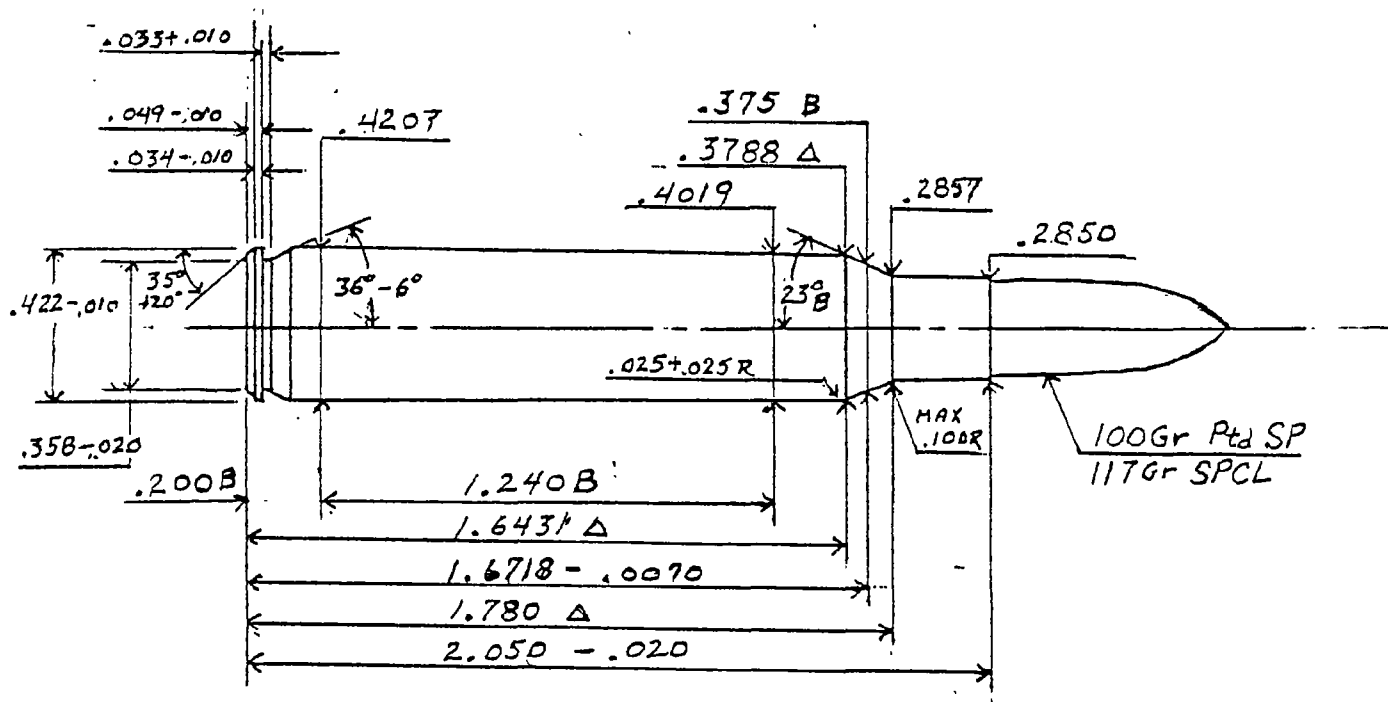 .033+.010
.049-.010
.034-.010
.4207
.375 B
.3788 Δ
.4019
.2857
.2850
35°
+20°
36°-6°
23°
B
.422-.010
.025+.025R
.358-.020
MAX
.100R
100Gr Ptd SP
117Gr SPCL
.200B
1.240B
1.6431 Δ
1.6718 - .0070
1.780 Δ
2.050 - .020